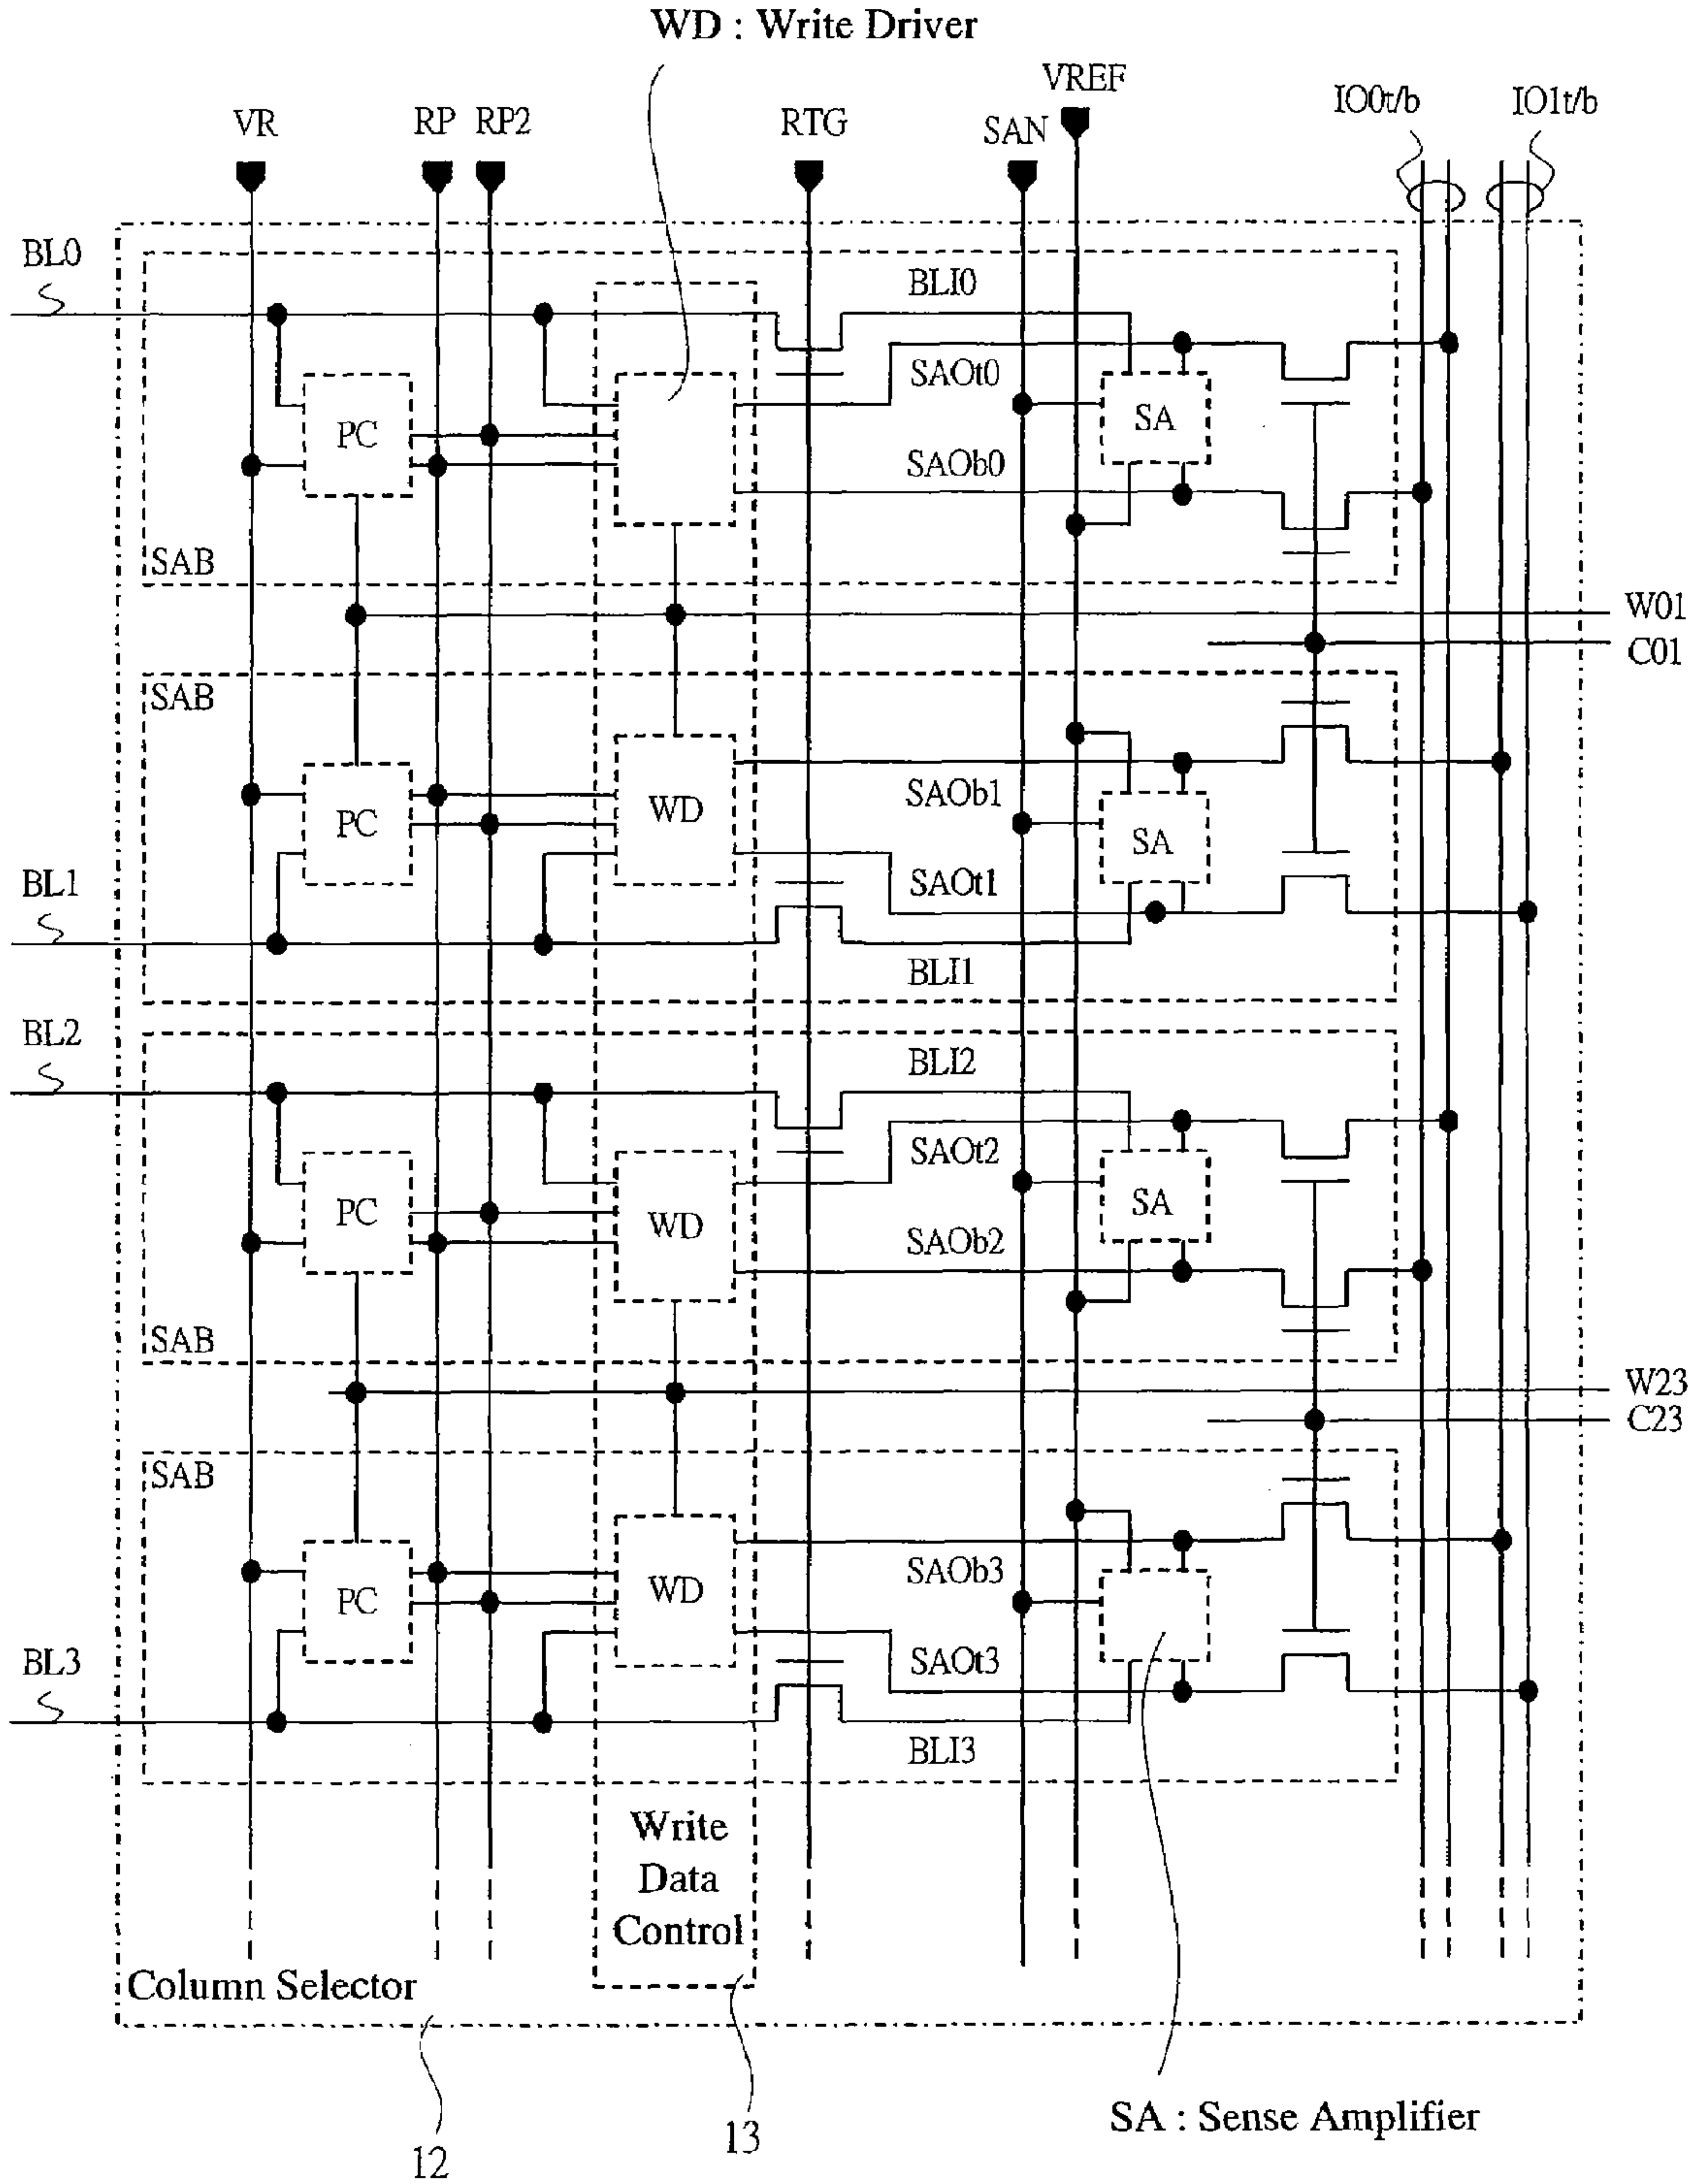 WD : Write Driver
VREF
IO0t/b
IO1t/b
VR
RP
RP2
RTG
SAN
BL0
BLI0
SAOt0
PC
SA
SAOb0
SAB
W01
C01
SAB
SAOb1
PC
WD
SA
BL1
SAOt1
BLI1
BL2
BLI2
SAOt2
PC
WD
SA
SAOb2
SAB
W23
C23
SAB
SAOb3
PC
WD
BL3
SAOt3
BLI3
Write
Data
Control
Column Selector
12
13
SA : Sense Amplifier